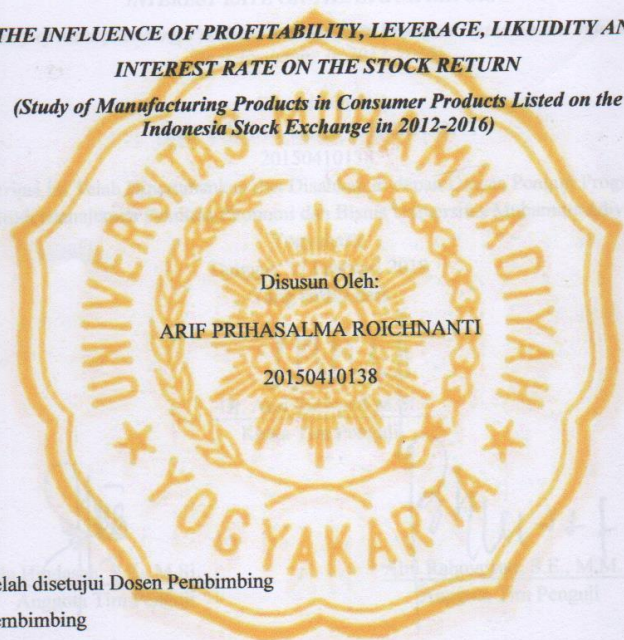 THE INFLUENCE OF PROFITABILITY, LEVERAGE, LIKUIDITY AN
INTEREST RATE ON THE STOCK RETURN
(Study of Manufacturing Products in Consumer Products Listed on the
Indonesia Stock Exchange in 2012-2016)
UNIVERSITAS MUHAMMADIYAH
YOGYAKARTA
Disusun Oleh:
ARIF PRIHASALMA ROICHNANTI
20150410138
elah disetujui Dosen Pembimbing
embimbing